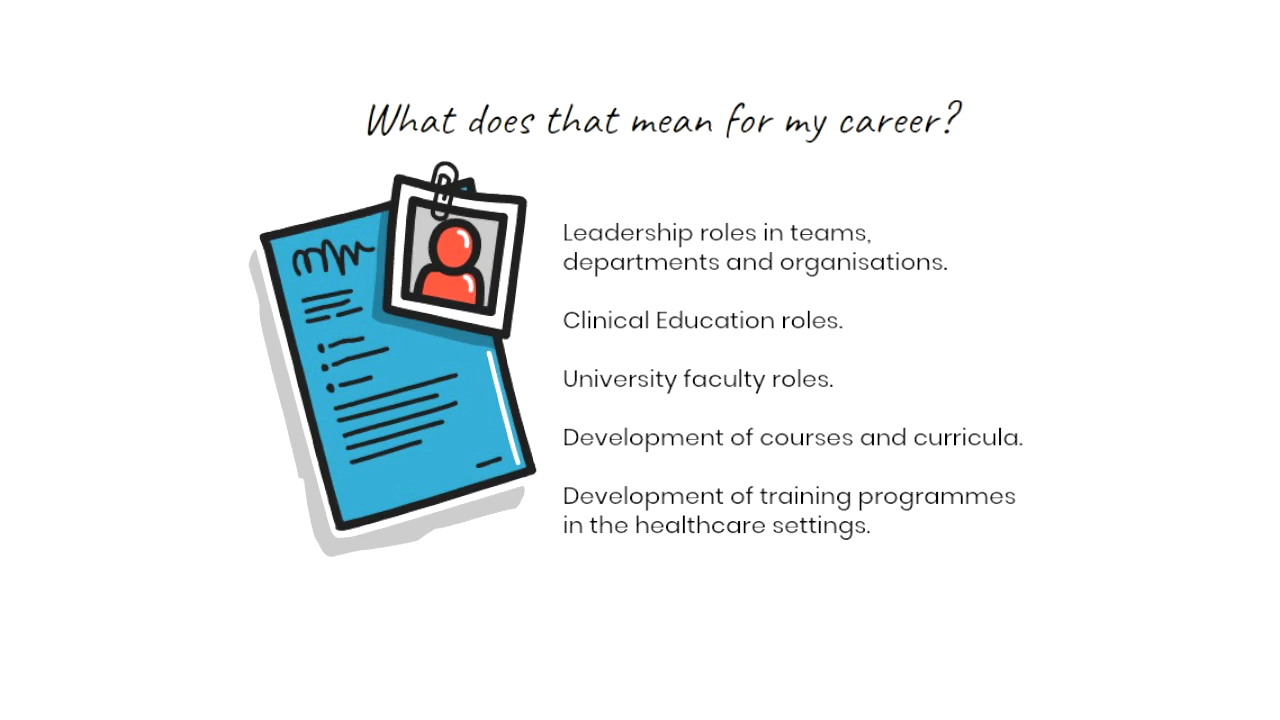 What does that mean for my career?
Leadership roles in teams,
departments and organisations.
Clinical Education roles.
University faculty roles.
Development of courses and curricula.
Development of training programmes
in the healthcare settings.